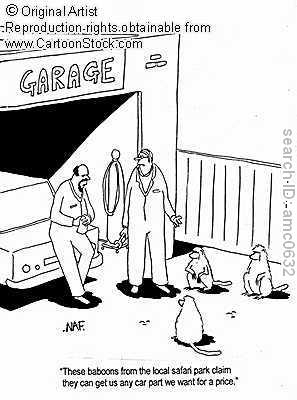 © Original Artist
Reproduction rights obtainable from
www.CartoonStock.com
GARAGE
search ID: amc0632
NAF.
"These baboons from the local safari park claim
they can get us any car part we want for a price."